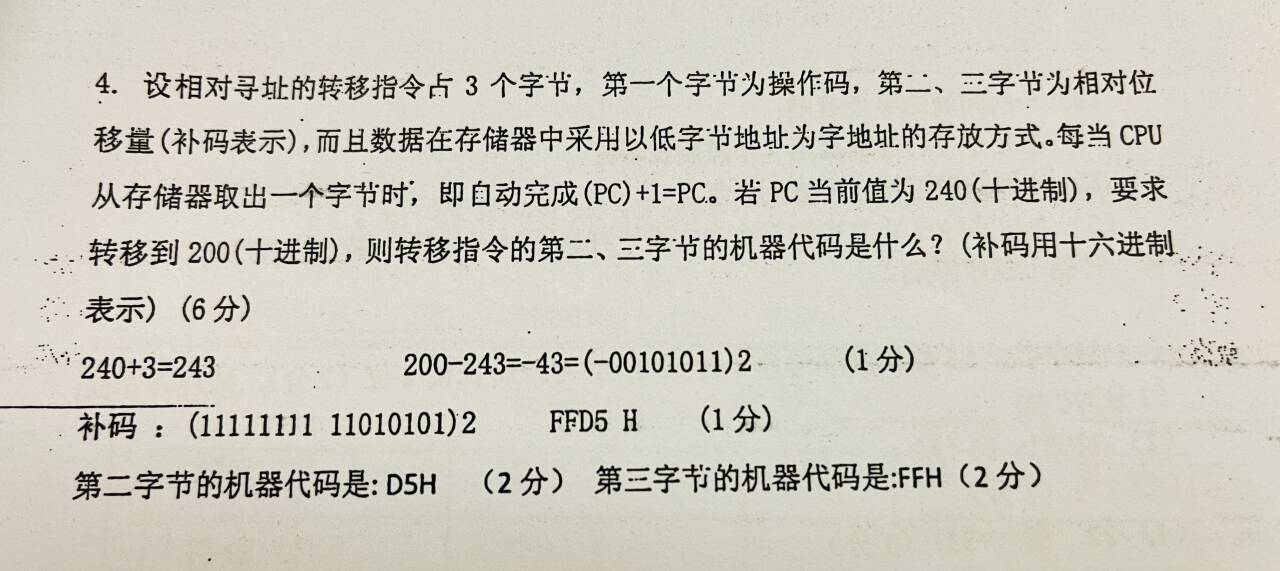 4. 设相对寻址的转移指令占 3 个字节，第一个字节为操作码，第二、三字节为相对位
移量(补码表示),而且数据在存储器中采用以低字节地址为字地址的存放方式。每当 CPU
从存储器取出一个字节时，即自动完成(PC)+1=PC。若 PC 当前值为 240(十进制)，要求
转移到 200(十进制)，则转移指令的第二、三字节的机器代码是什么？(补码用十六进制
表示) (6 分)
240+3=243 200-243=-43=(-00101011)2 (1 分)
补码 ：(11111111 11010101)2 FFD5 H (1 分)
第二字节的机器代码是: D5H （2 分） 第三字节的机器代码是:FFH（2 分）